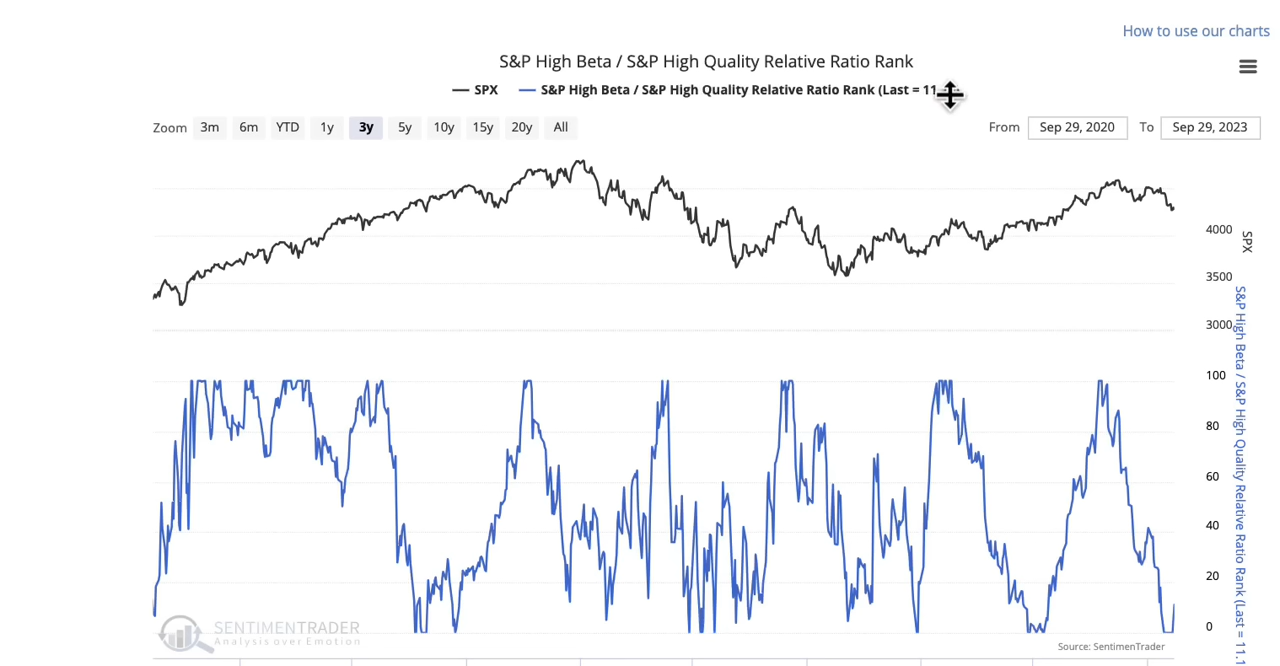 How to use our charts
S&P High Beta / S&P High Quality Relative Ratio Rank
SPX S&P High Beta / S&P High Quality Relative Ratio Rank (Last = 11
Zoom 3m 6m YTD 1y 3y 5y 10y 15y 20y All From Sep 29, 2020 To Sep 29, 2023
4000
3500
3000
SPX
100
80
60
40
20
0
S&P High Beta / S&P High Quality Relative Ratio Rank (Last = 11.1
SENTIMENTRADER
Analysis over Emotion
Source: SentimenTrader